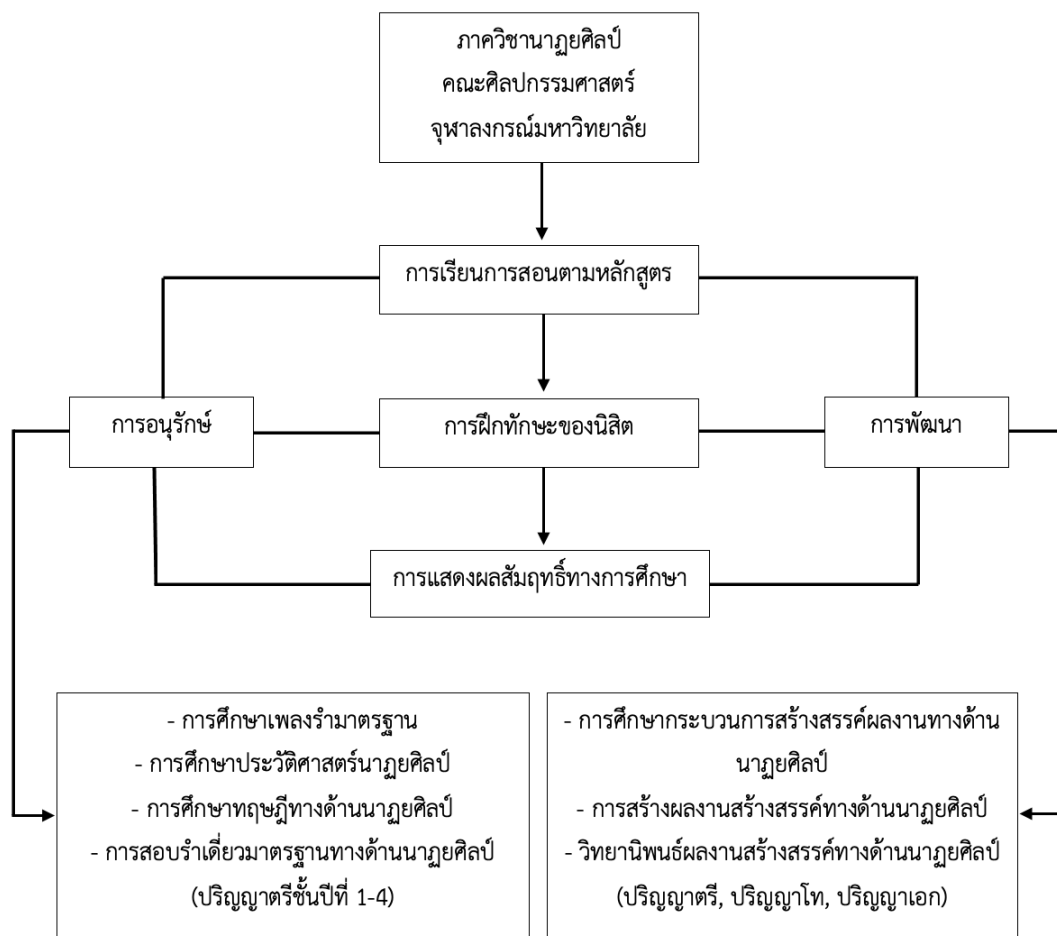 ภาควิชานาฏยศิลป์
คณะศิลปกรรมศาสตร์
จุฬาลงกรณ์มหาวิทยาลัย
การเรียนการสอนตามหลักสูตร
การอนุรักษ์
การฝึกทักษะของนิสิต
การพัฒนา
การแสดงผลสัมฤทธิ์ทางการศึกษา
- การศึกษาเพลงรำมาตรฐาน
- การศึกษาประวัติศาสตร์นาฏยศิลป์
- การศึกษาทฤษฎีทางด้านนาฏยศิลป์
- การสอบรำเดี่ยวมาตรฐานทางด้านนาฏยศิลป์
(ปริญญาตรีชั้นปีที่ 1-4)
- การศึกษากระบวนการสร้างสรรค์ผลงานทางด้าน
นาฏยศิลป์
- การสร้างผลงานสร้างสรรค์ทางด้านนาฏยศิลป์
- วิทยานิพนธ์ผลงานสร้างสรรค์ทางด้านนาฏยศิลป์
(ปริญญาตรี, ปริญญาโท, ปริญญาเอก)